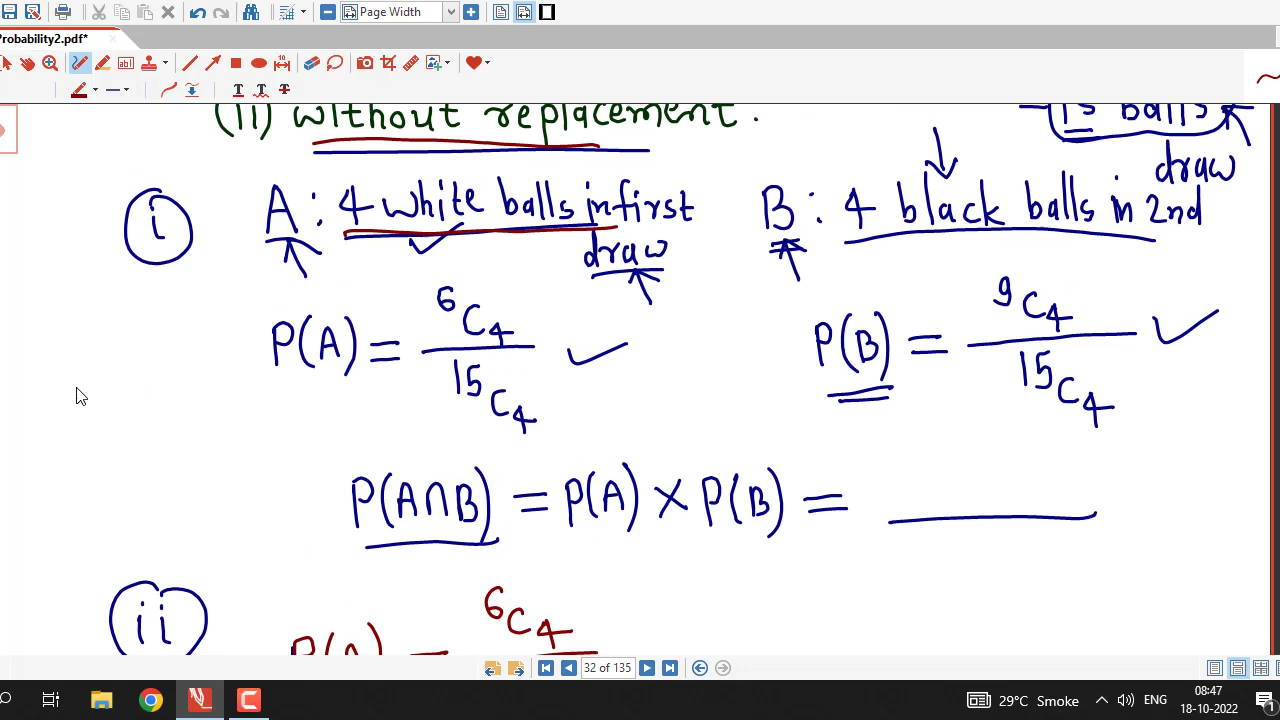 Page Width
Probability2.pdf*
(ii) without replacement.
15 balls
draw
i
A : 4 white balls in first
draw
B : 4 black balls in 2nd
P(A) = ⁶C₄ / ¹⁵C₄
P(B) = ⁹C₄ / ¹⁵C₄
P(A∩B) = P(A) × P(B) =
ii
⁶C₄
P(A) =
32 of 135
29°C Smoke
ENG
08:47
18-10-2022
1